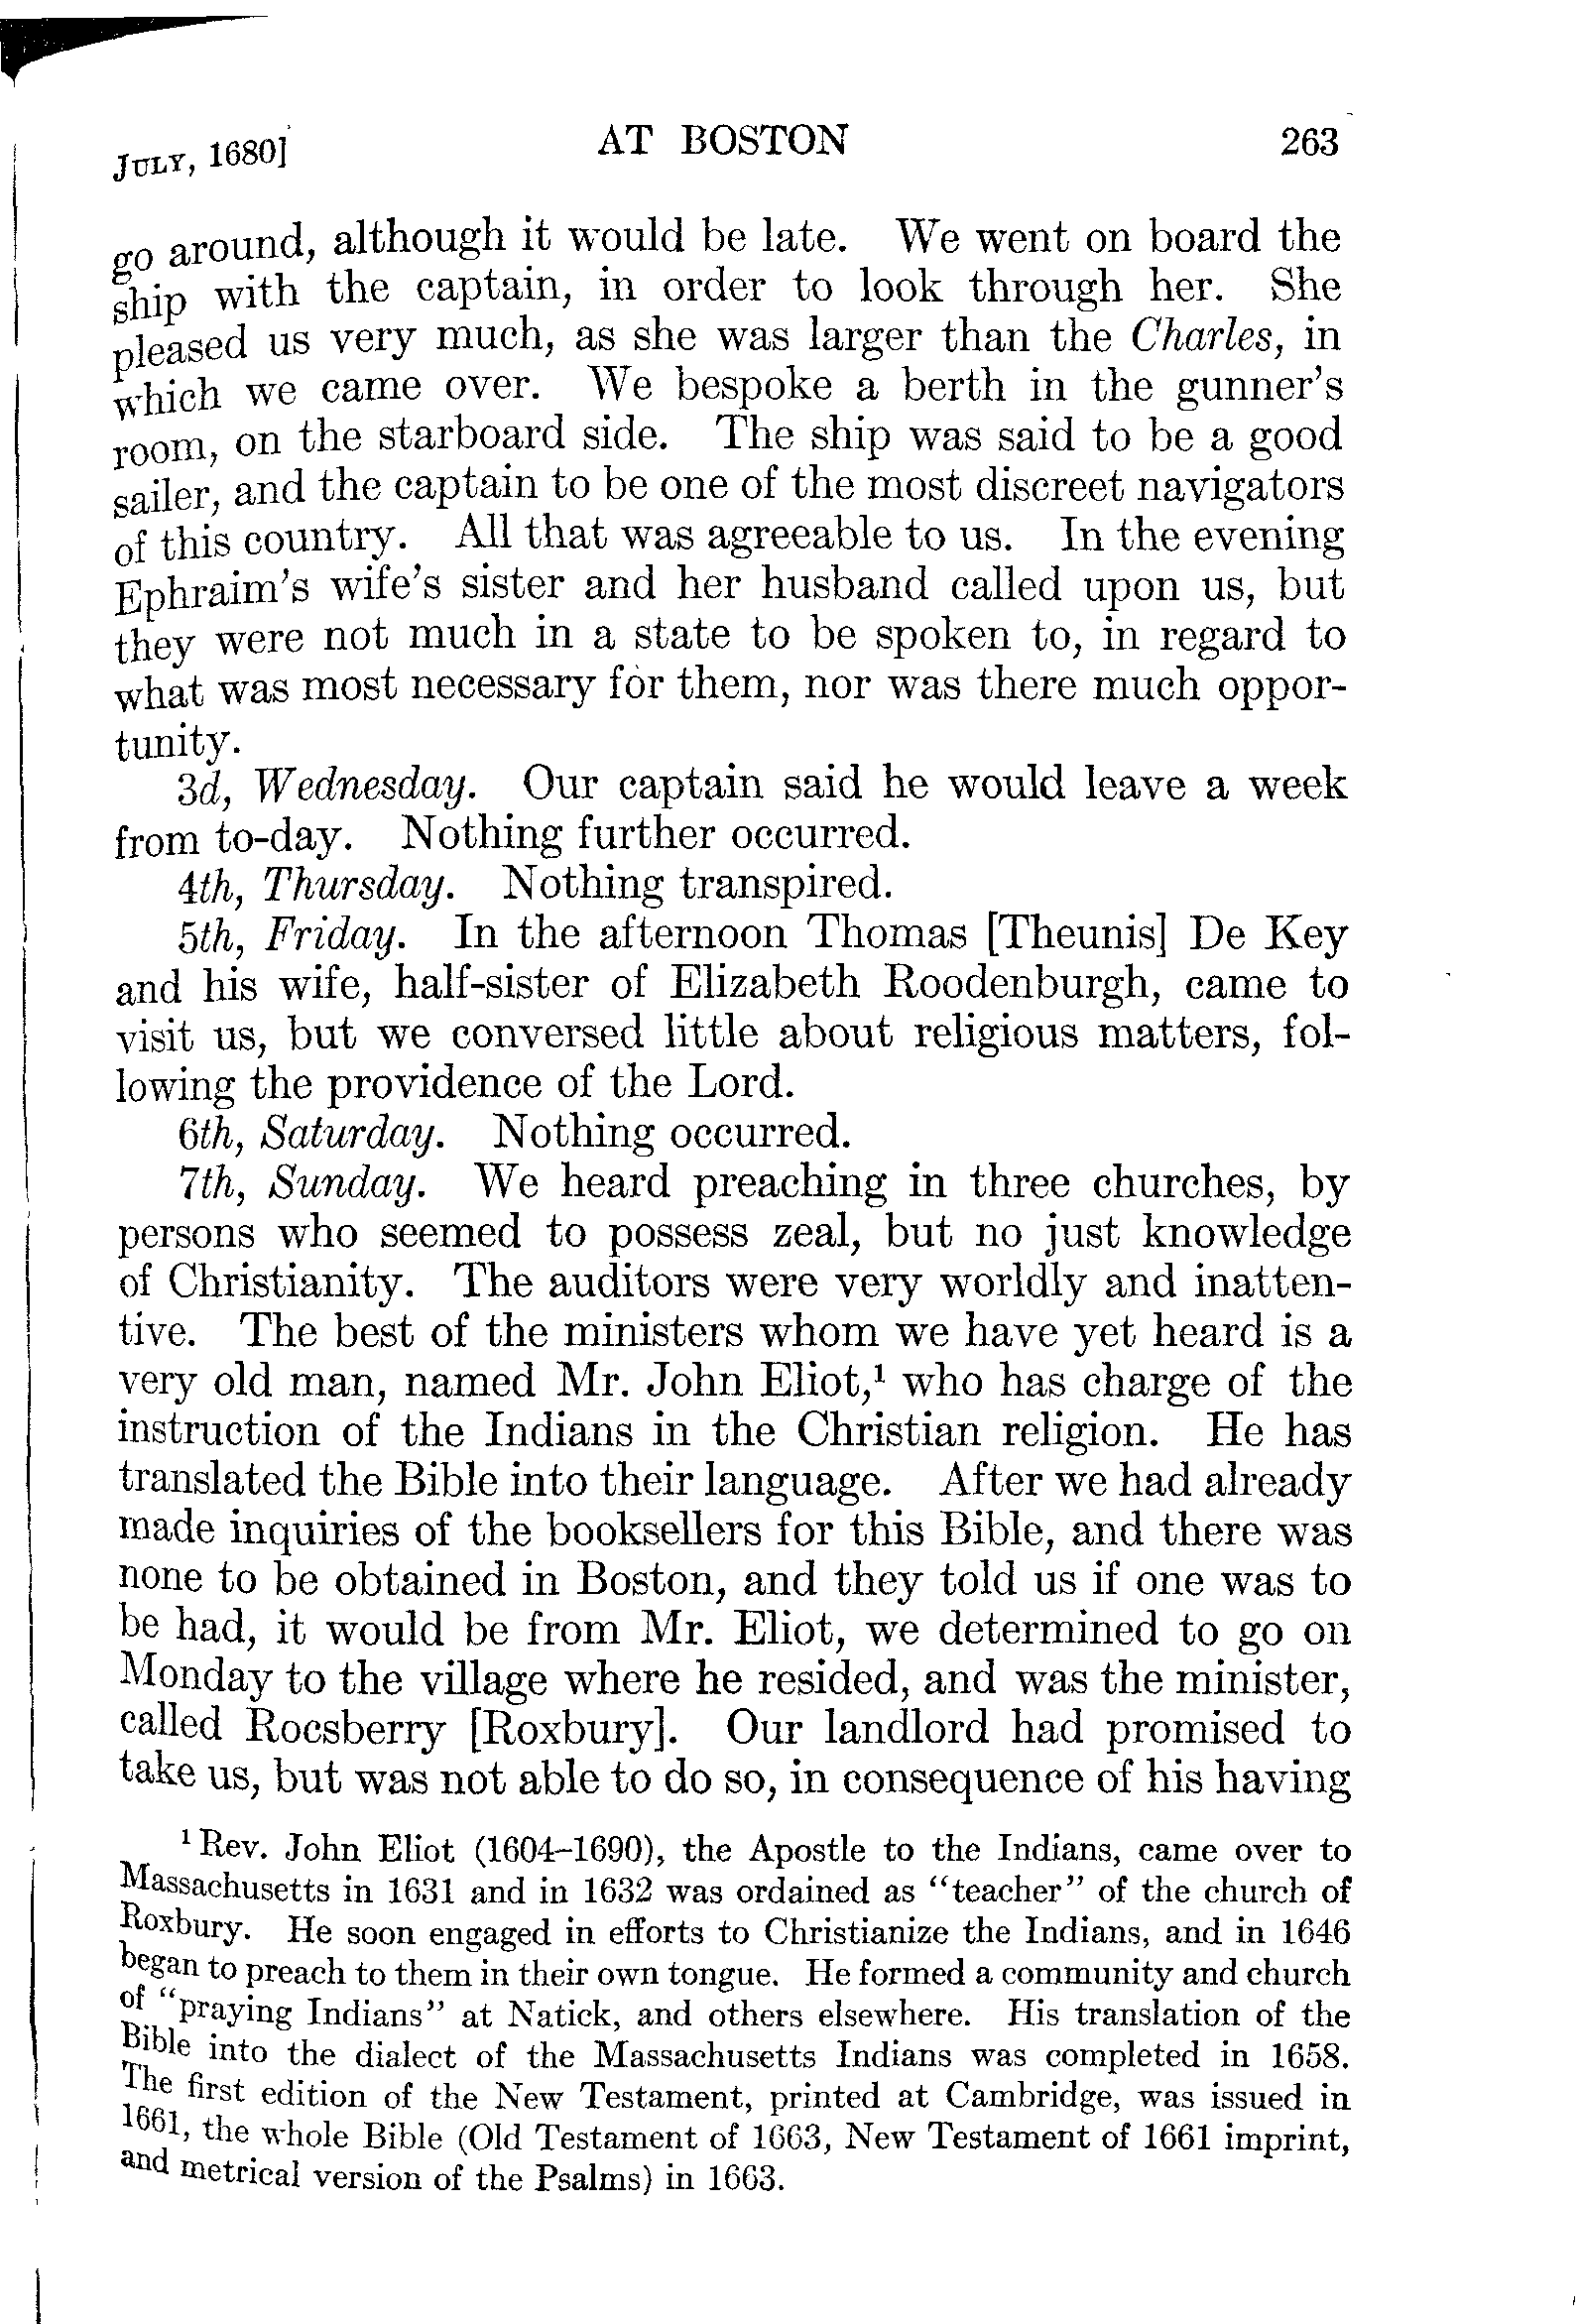 JULY, 1680] AT BOSTON 263
go around, although it would be late. We went on board the
ship with the captain, in order to look through her. She
pleased us very much, as she was larger than the Charles, in
which we came over. We bespoke a berth in the gunner's
room, on the starboard side. The ship was said to be a good
sailer, and the captain to be one of the most discreet navigators
of this country. All that was agreeable to us. In the evening
Ephraim's wife's sister and her husband called upon us, but
they were not much in a state to be spoken to, in regard to
what was most necessary for them, nor was there much oppor-
tunity.
3d, Wednesday. Our captain said he would leave a week
from to-day. Nothing further occurred.
4th, Thursday. Nothing transpired.
5th, Friday. In the afternoon Thomas [Theunis] De Key
and his wife, half-sister of Elizabeth Roodenburgh, came to
visit us, but we conversed little about religious matters, fol-
lowing the providence of the Lord.
6th, Saturday. Nothing occurred.
7th, Sunday. We heard preaching in three churches, by
persons who seemed to possess zeal, but no just knowledge
of Christianity. The auditors were very worldly and inatten-
tive. The best of the ministers whom we have yet heard is a
very old man, named Mr. John Eliot,¹ who has charge of the
instruction of the Indians in the Christian religion. He has
translated the Bible into their language. After we had already
made inquiries of the booksellers for this Bible, and there was
none to be obtained in Boston, and they told us if one was to
be had, it would be from Mr. Eliot, we determined to go on
Monday to the village where he resided, and was the minister,
called Rocsberry [Roxbury]. Our landlord had promised to
take us, but was not able to do so, in consequence of his having
¹ Rev. John Eliot (1604–1690), the Apostle to the Indians, came over to
Massachusetts in 1631 and in 1632 was ordained as "teacher" of the church of
Roxbury. He soon engaged in efforts to Christianize the Indians, and in 1646
began to preach to them in their own tongue. He formed a community and church
of "praying Indians" at Natick, and others elsewhere. His translation of the
Bible into the dialect of the Massachusetts Indians was completed in 1658.
The first edition of the New Testament, printed at Cambridge, was issued in
1661, the whole Bible (Old Testament of 1663, New Testament of 1661 imprint,
and metrical version of the Psalms) in 1663.